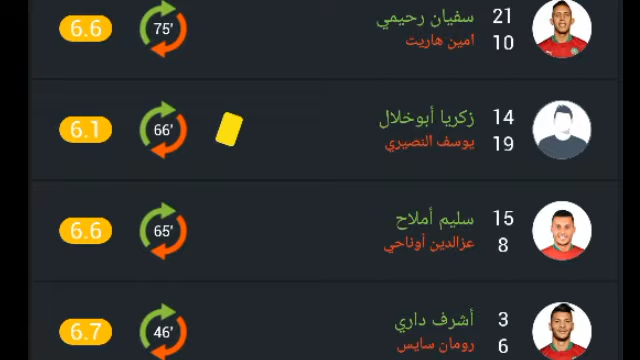 سفيان رحيمي 21
امين هاريت 10
75'
6.6
زكريا أبوخلال 14
يوسف النصيري 19
66'
6.1
سليم أملاح 15
عزالدين أوناحي 8
65'
6.6
أشرف داري 3
رومان سايس 6
46'
6.7